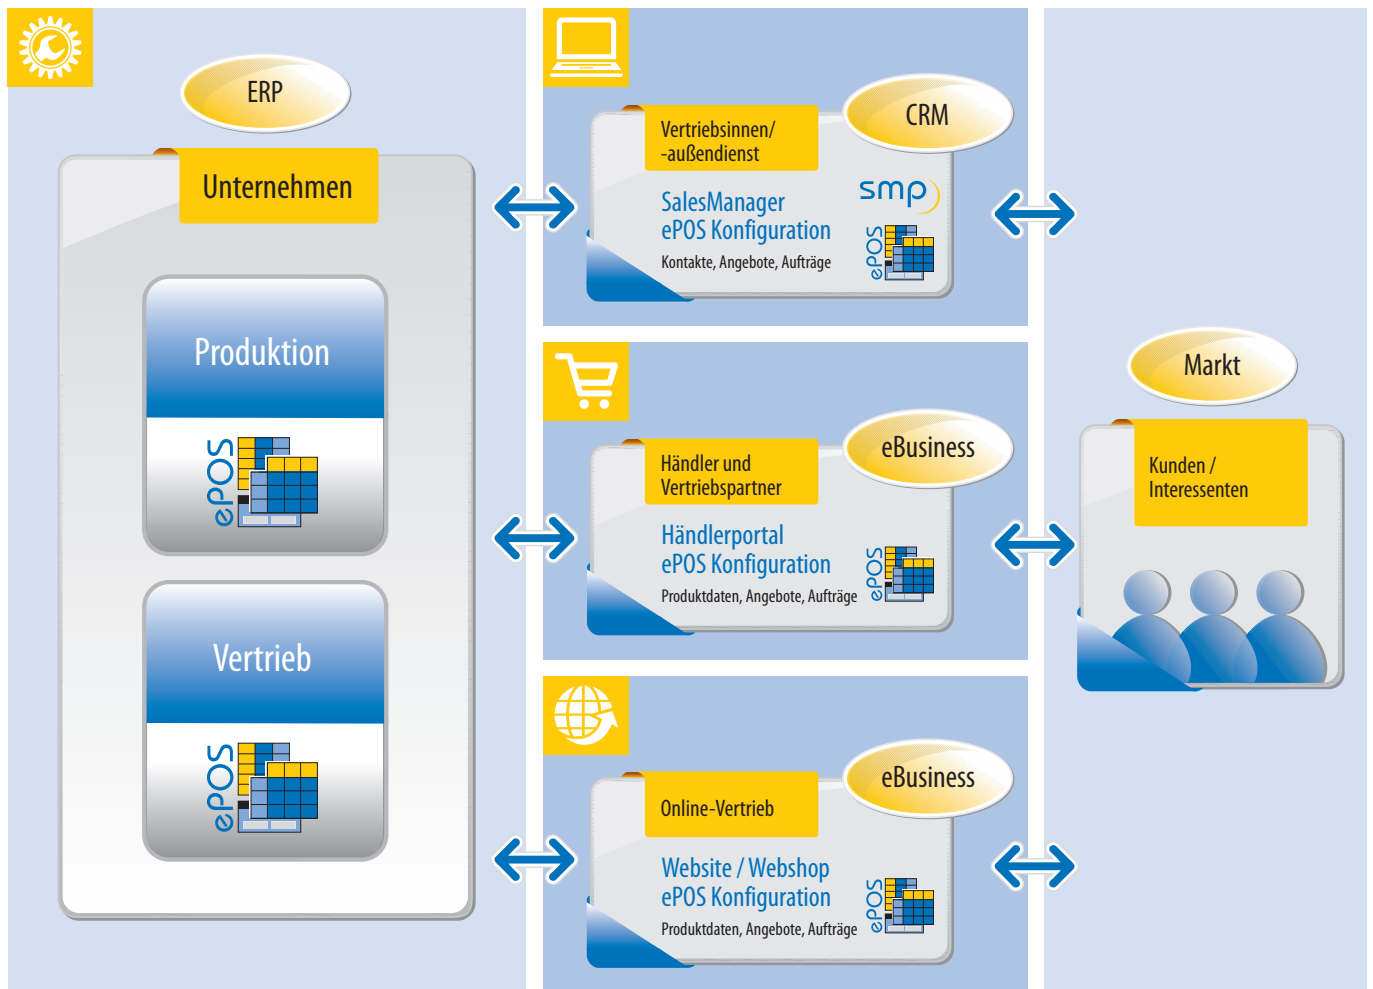 ERP
Unternehmen
Produktion
ePOS
Vertrieb
ePOS
CRM
Vertriebsinnen/
-außendienst
smp
SalesManager
ePOS Konfiguration
Kontakte, Angebote, Aufträge
ePOS
eBusiness
Händler und
Vertriebspartner
Händlerportal
ePOS Konfiguration
Produktdaten, Angebote, Aufträge
ePOS
eBusiness
Online-Vertrieb
Website / Webshop
ePOS Konfiguration
Produktdaten, Angebote, Aufträge
ePOS
Markt
Kunden /
Interessenten